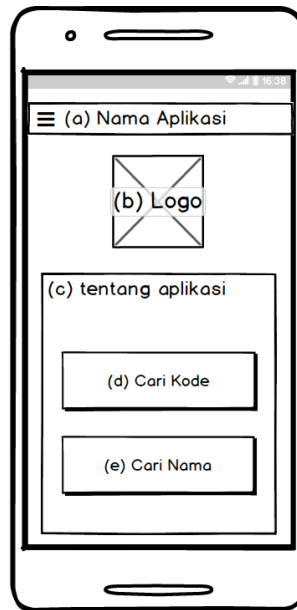 16:38
(a) Nama Aplikasi
(b) Logo
(c) tentang aplikasi
(d) Cari Kode
(e) Cari Nama